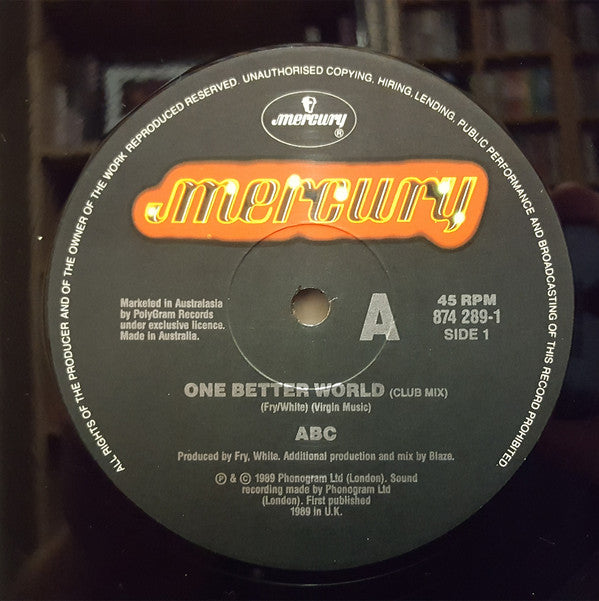 ALL RIGHTS OF THE PRODUCER AND OF THE OWNER OF THE WORK REPRODUCED RESERVED. UNAUTHORISED COPYING, HIRING, LENDING, PUBLIC PERFORMANCE AND BROADCASTING OF THIS RECORD PROHIBITED
mercury ®
mercury
Marketed in Australasia
by PolyGram Records
under exclusive licence.
Made in Australia.
A
45 RPM
874 289-1
SIDE 1
ONE BETTER WORLD (CLUB MIX)
(Fry/White) (Virgin Music)
ABC
Produced by Fry, White. Additional production and mix by Blaze.
℗ & © 1989 Phonogram Ltd (London). Sound
recording made by Phonogram Ltd
(London). First published
1989 in U.K.